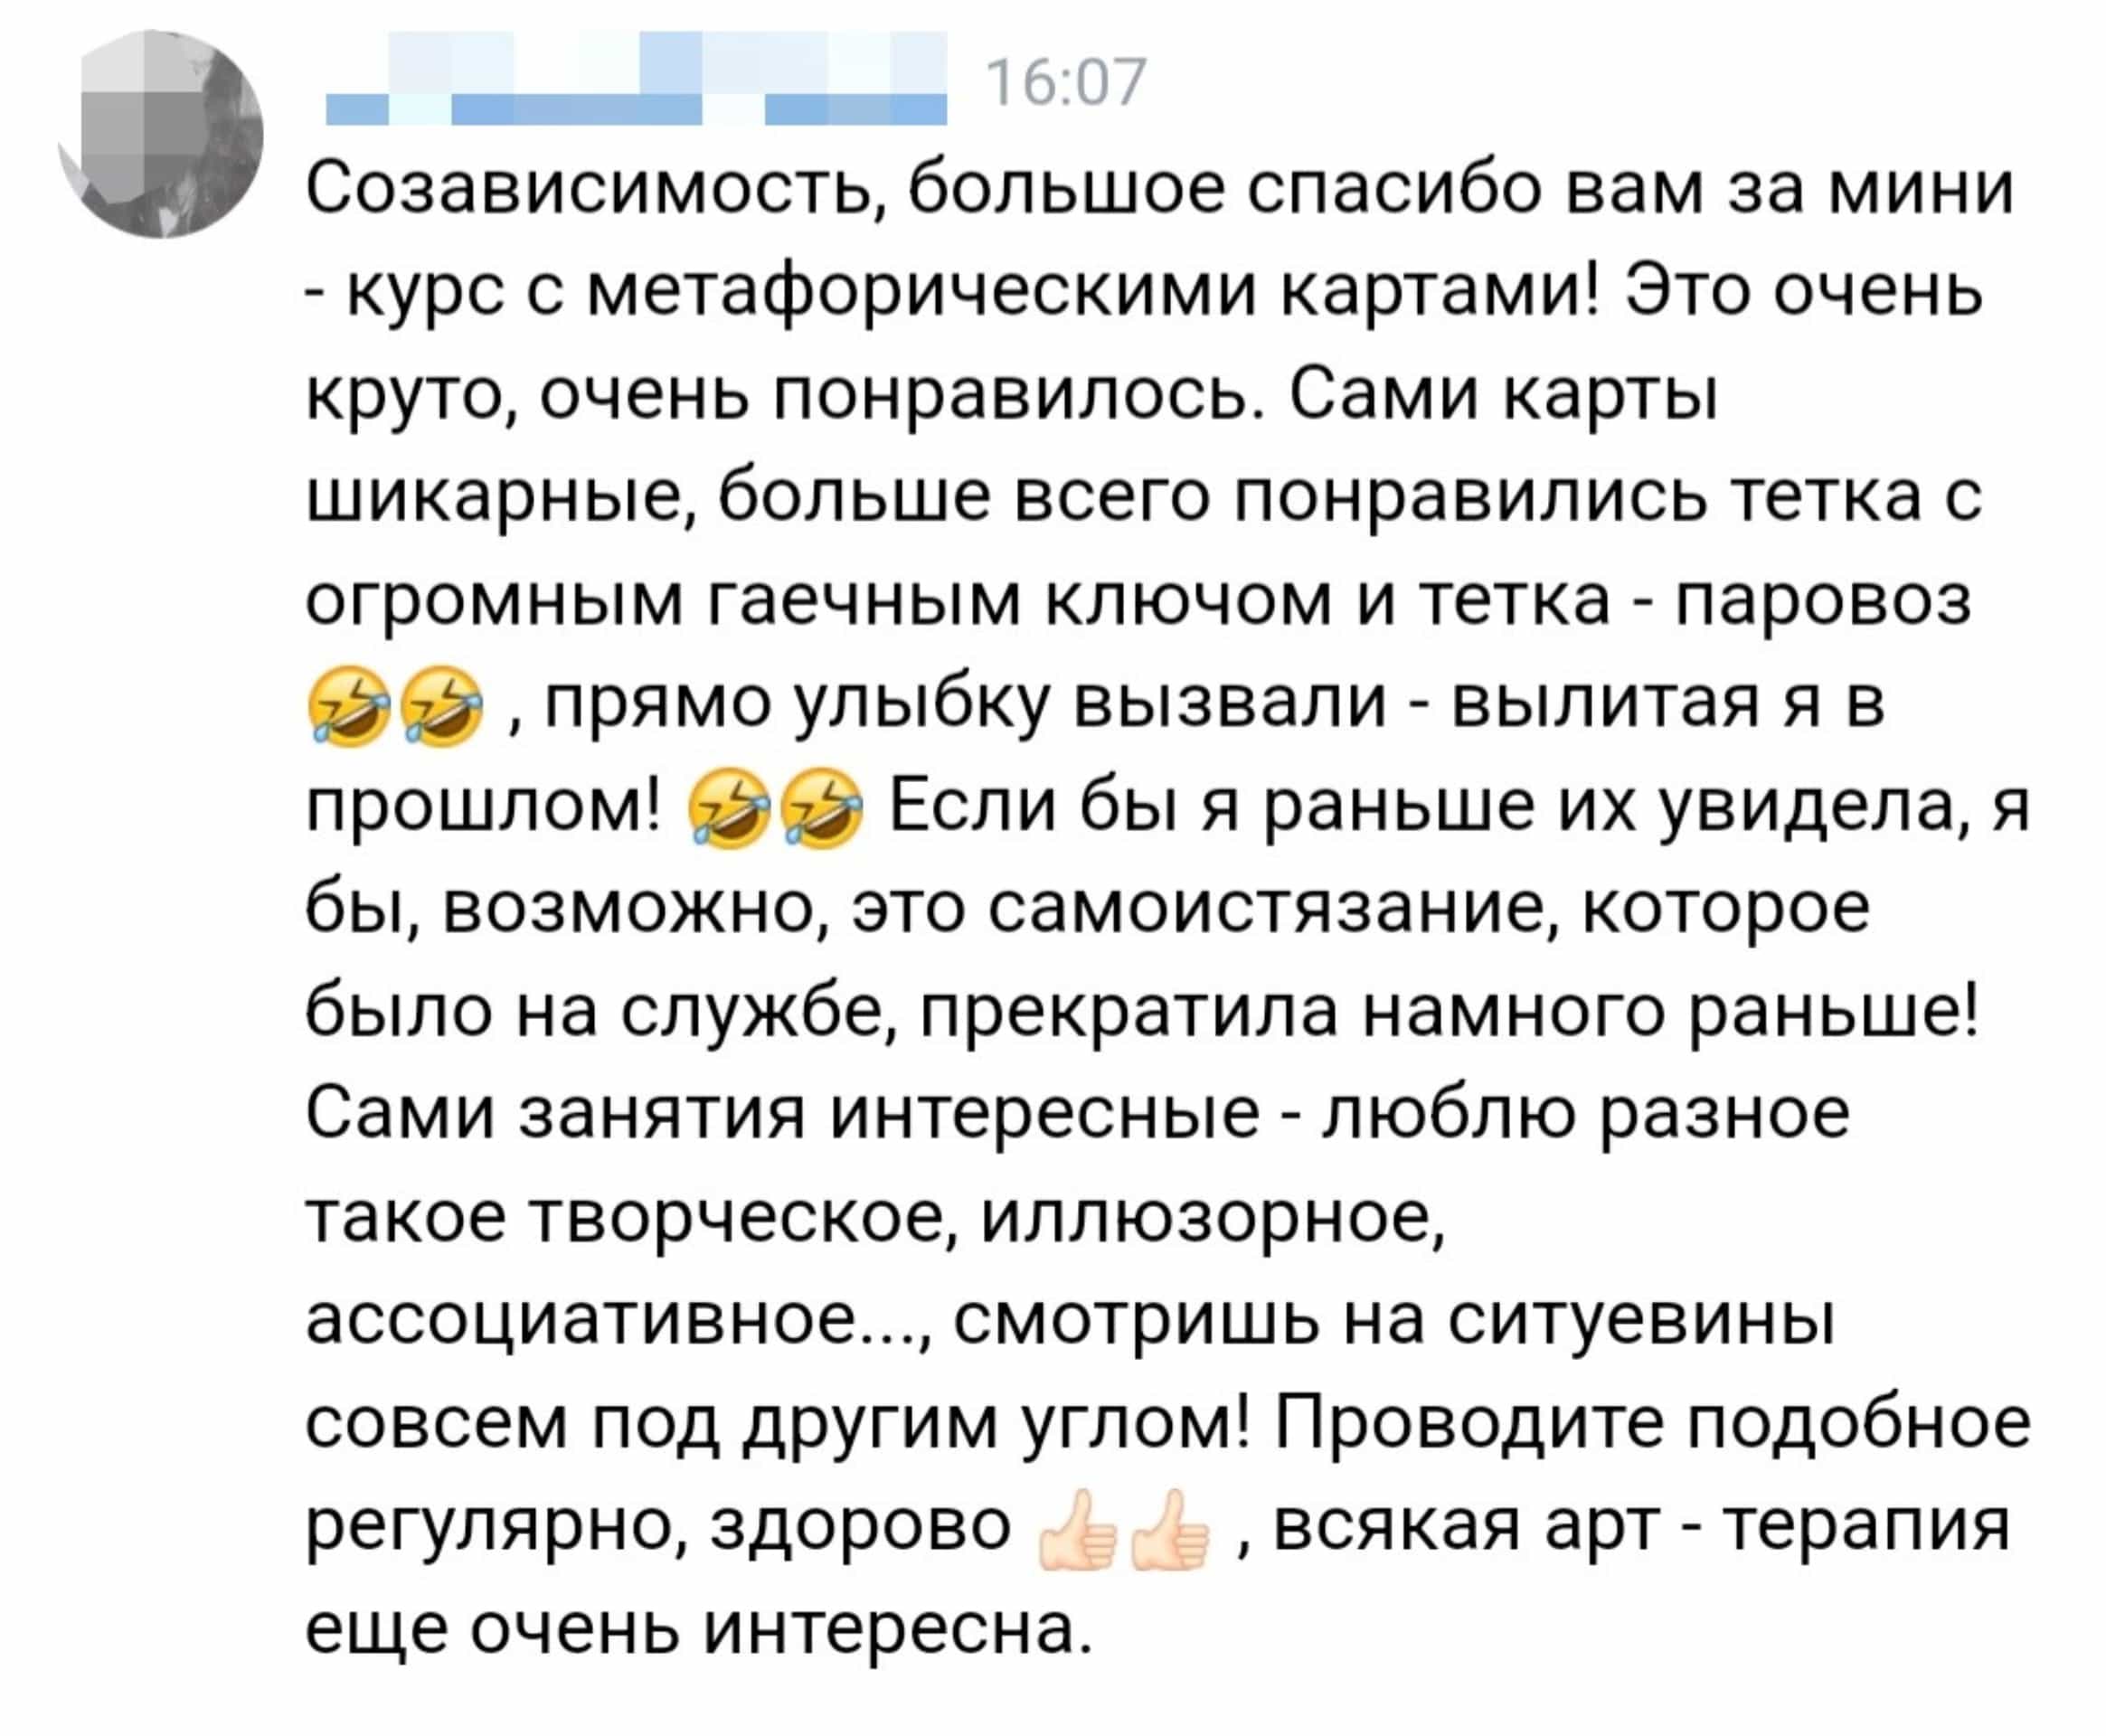 16:07
Созависимость, большое спасибо вам за мини
- курс с метафорическими картами! Это очень
круто, очень понравилось. Сами карты
шикарные, больше всего понравились тетка с
огромным гаечным ключом и тетка - паровоз
🤣🤣 , прямо улыбку вызвали - вылитая я в
прошлом! 🤣🤣 Если бы я раньше их увидела, я
бы, возможно, это самоистязание, которое
было на службе, прекратила намного раньше!
Сами занятия интересные - люблю разное
такое творческое, иллюзорное,
ассоциативное..., смотришь на ситуевины
совсем под другим углом! Проводите подобное
регулярно, здорово 👍🏻👍🏻 , всякая арт - терапия
еще очень интересна.